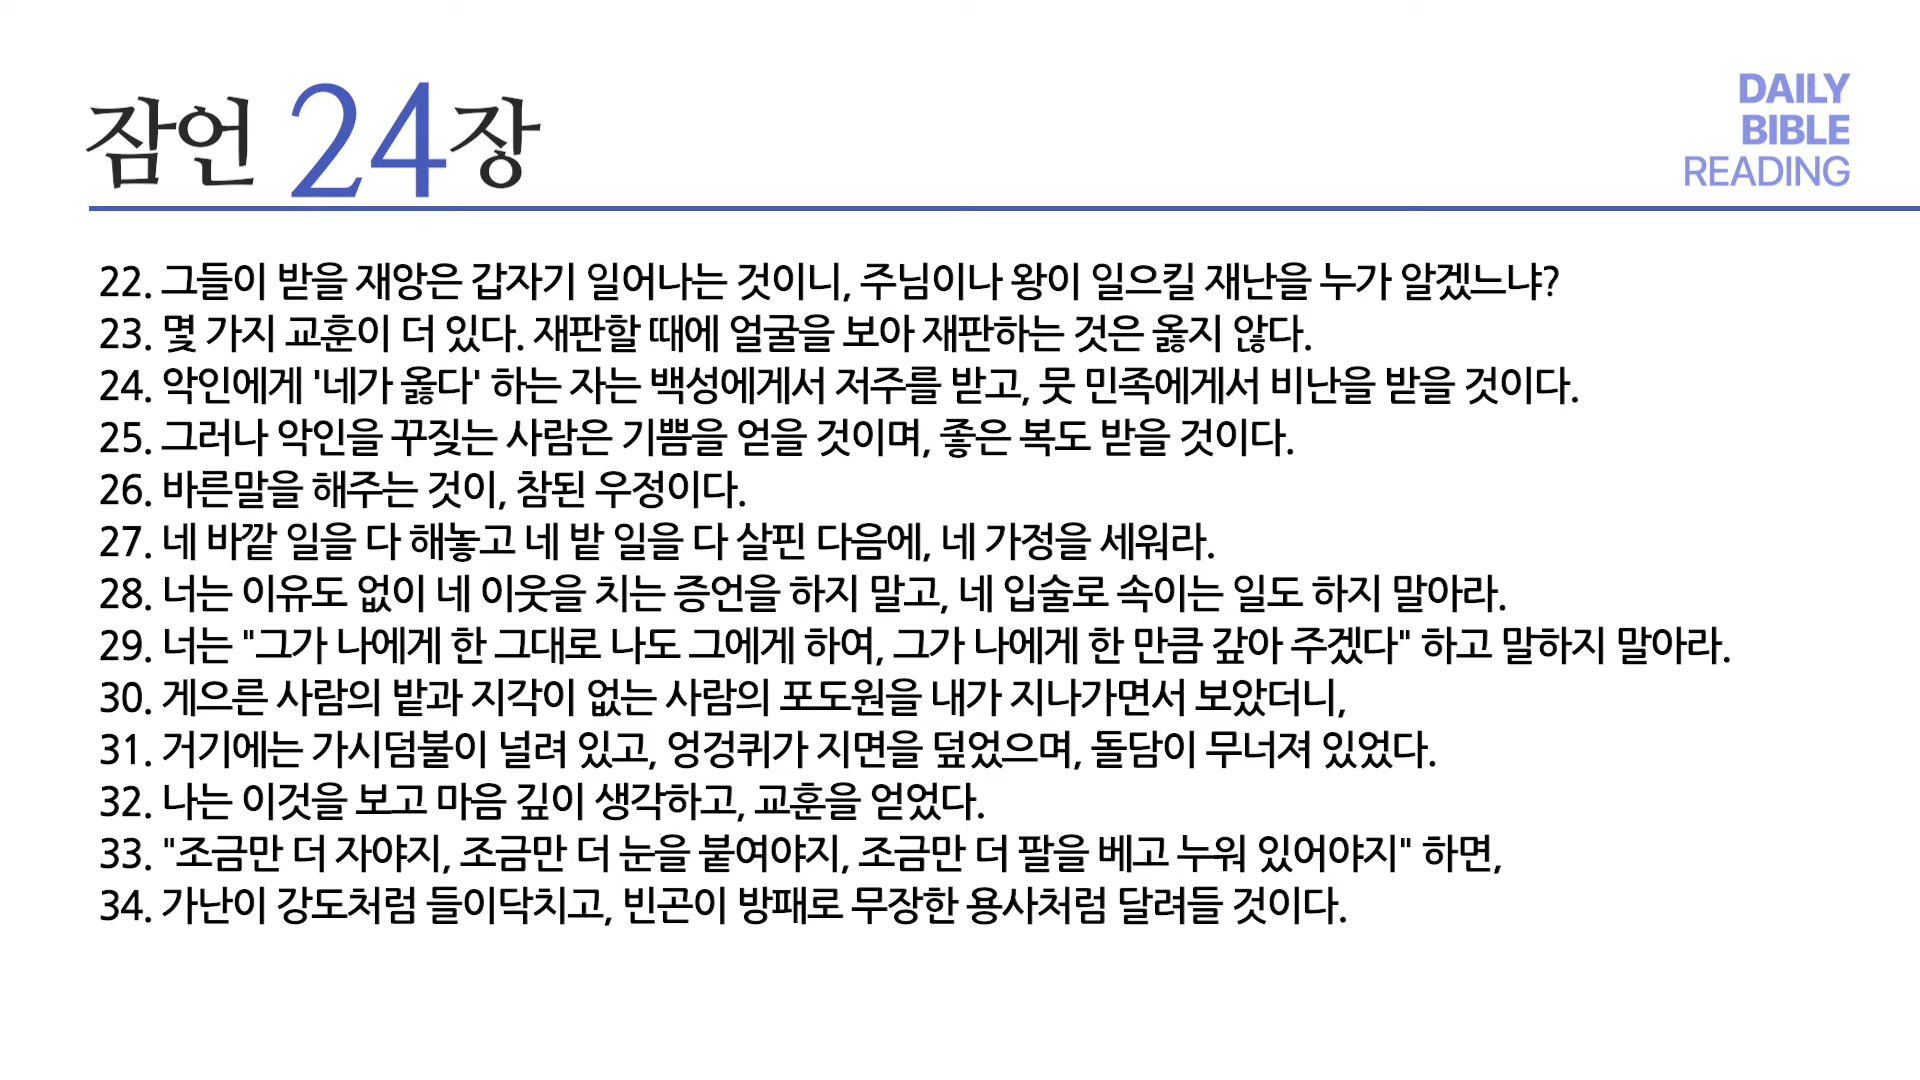 잠언 24장
DAILY
BIBLE
READING
22. 그들이 받을 재앙은 갑자기 일어나는 것이니, 주님이나 왕이 일으킬 재난을 누가 알겠느냐?
23. 몇 가지 교훈이 더 있다. 재판할 때에 얼굴을 보아 재판하는 것은 옳지 않다.
24. 악인에게 '네가 옳다' 하는 자는 백성에게서 저주를 받고, 뭇 민족에게서 비난을 받을 것이다.
25. 그러나 악인을 꾸짖는 사람은 기쁨을 얻을 것이며, 좋은 복도 받을 것이다.
26. 바른말을 해주는 것이, 참된 우정이다.
27. 네 바깥 일을 다 해놓고 네 밭 일을 다 살핀 다음에, 네 가정을 세워라.
28. 너는 이유도 없이 네 이웃을 치는 증언을 하지 말고, 네 입술로 속이는 일도 하지 말아라.
29. 너는 "그가 나에게 한 그대로 나도 그에게 하여, 그가 나에게 한 만큼 갚아 주겠다" 하고 말하지 말아라.
30. 게으른 사람의 밭과 지각이 없는 사람의 포도원을 내가 지나가면서 보았더니,
31. 거기에는 가시덤불이 널려 있고, 엉겅퀴가 지면을 덮었으며, 돌담이 무너져 있었다.
32. 나는 이것을 보고 마음 깊이 생각하고, 교훈을 얻었다.
33. "조금만 더 자야지, 조금만 더 눈을 붙여야지, 조금만 더 팔을 베고 누워 있어야지" 하면,
34. 가난이 강도처럼 들이닥치고, 빈곤이 방패로 무장한 용사처럼 달려들 것이다.